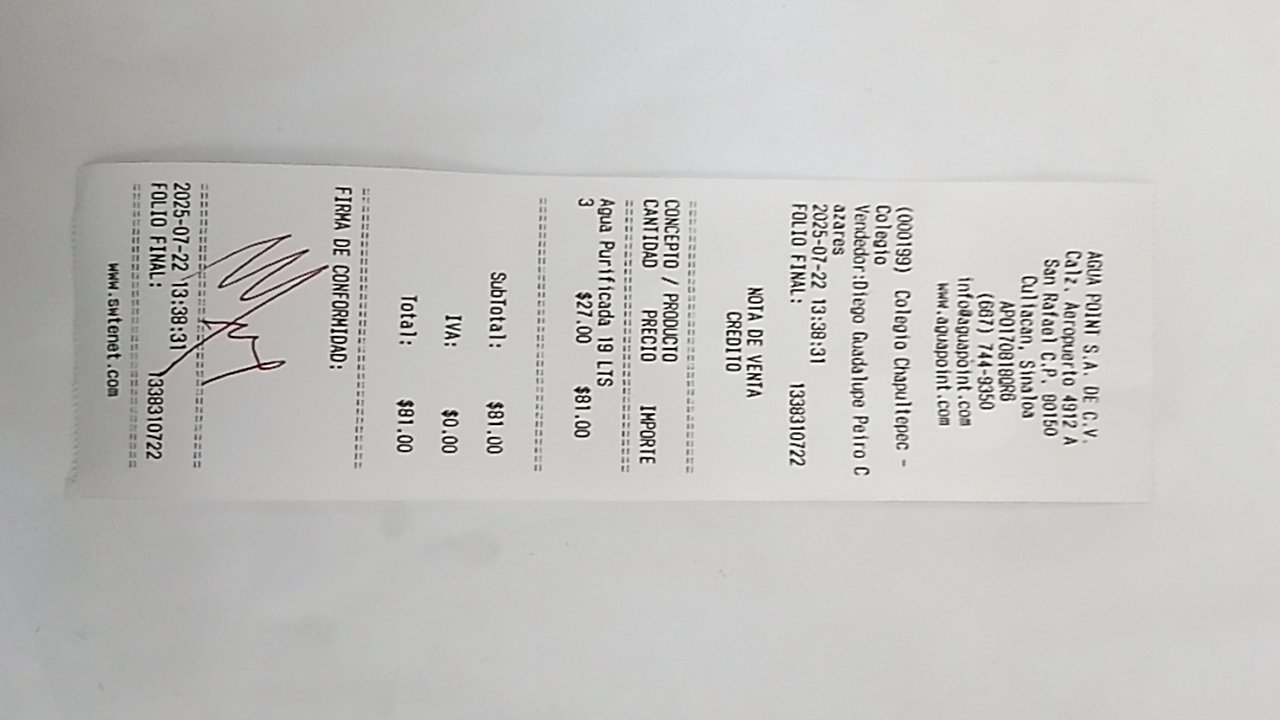 AGUA POINT S.A. DE C.V.
Calz. Aeropuerto 4912 A
San Rafael C.P. 80150
Culiacan, Sinaloa
APO170818QR6
(667) 744-9350
info@aguapoint.com
www.aguapoint.com
(000199) Colegio Chapultepec -
Colegio
Vendedor:Diego Guadalupe Peiro C
azares
2025-07-22 13:38:31
FOLIO FINAL: 1338310722
NOTA DE VENTA
CREDITO
================================
CONCEPTO / PRODUCTO
CANTIDAD PRECIO IMPORTE
================================
Agua Purificada 19 LTS
3 $27.00 $81.00
================================
SubTotal: $81.00
IVA: $0.00
Total: $81.00
================================
FIRMA DE CONFORMIDAD:
================================
2025-07-22 13:38:31
FOLIO FINAL: 1338310722
================================
www.swtenet.com